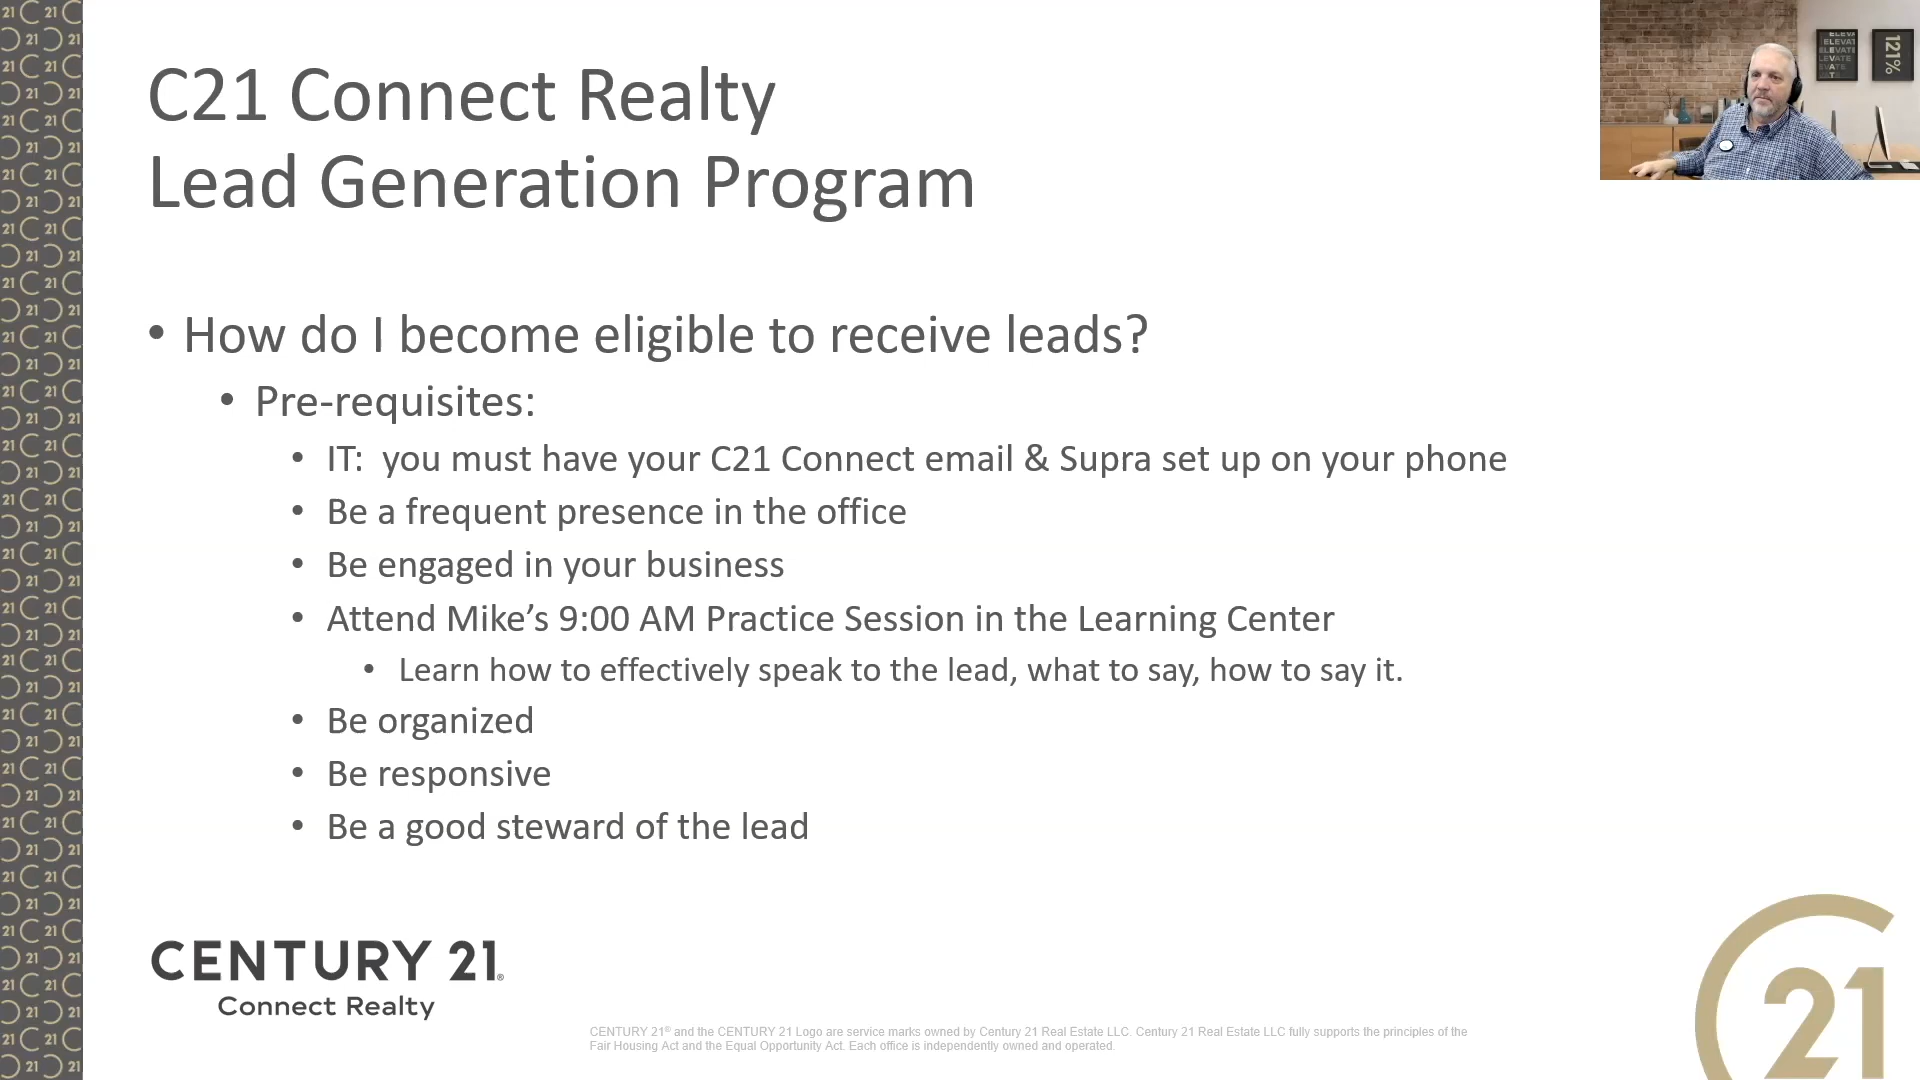 C21 Connect Realty
Lead Generation Program
• How do I become eligible to receive leads?
• Pre-requisites:
• IT:  you must have your C21 Connect email & Supra set up on your phone
• Be a frequent presence in the office
• Be engaged in your business
• Attend Mike’s 9:00 AM Practice Session in the Learning Center
• Learn how to effectively speak to the lead, what to say, how to say it.
• Be organized
• Be responsive
• Be a good steward of the lead
CENTURY 21®
Connect Realty
CENTURY 21® and the CENTURY 21 Logo are service marks owned by Century 21 Real Estate LLC. Century 21 Real Estate LLC fully supports the principles of the
Fair Housing Act and the Equal Opportunity Act. Each office is independently owned and operated.
C21
ELEVATE
121%